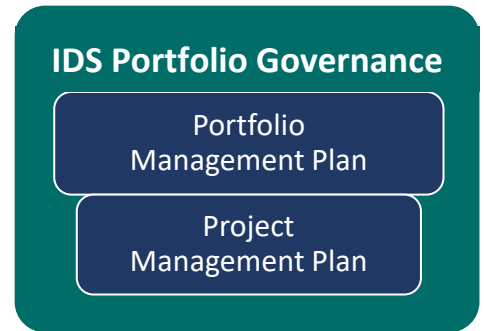 IDS Portfolio Governance
Portfolio
Management Plan
Project
Management Plan